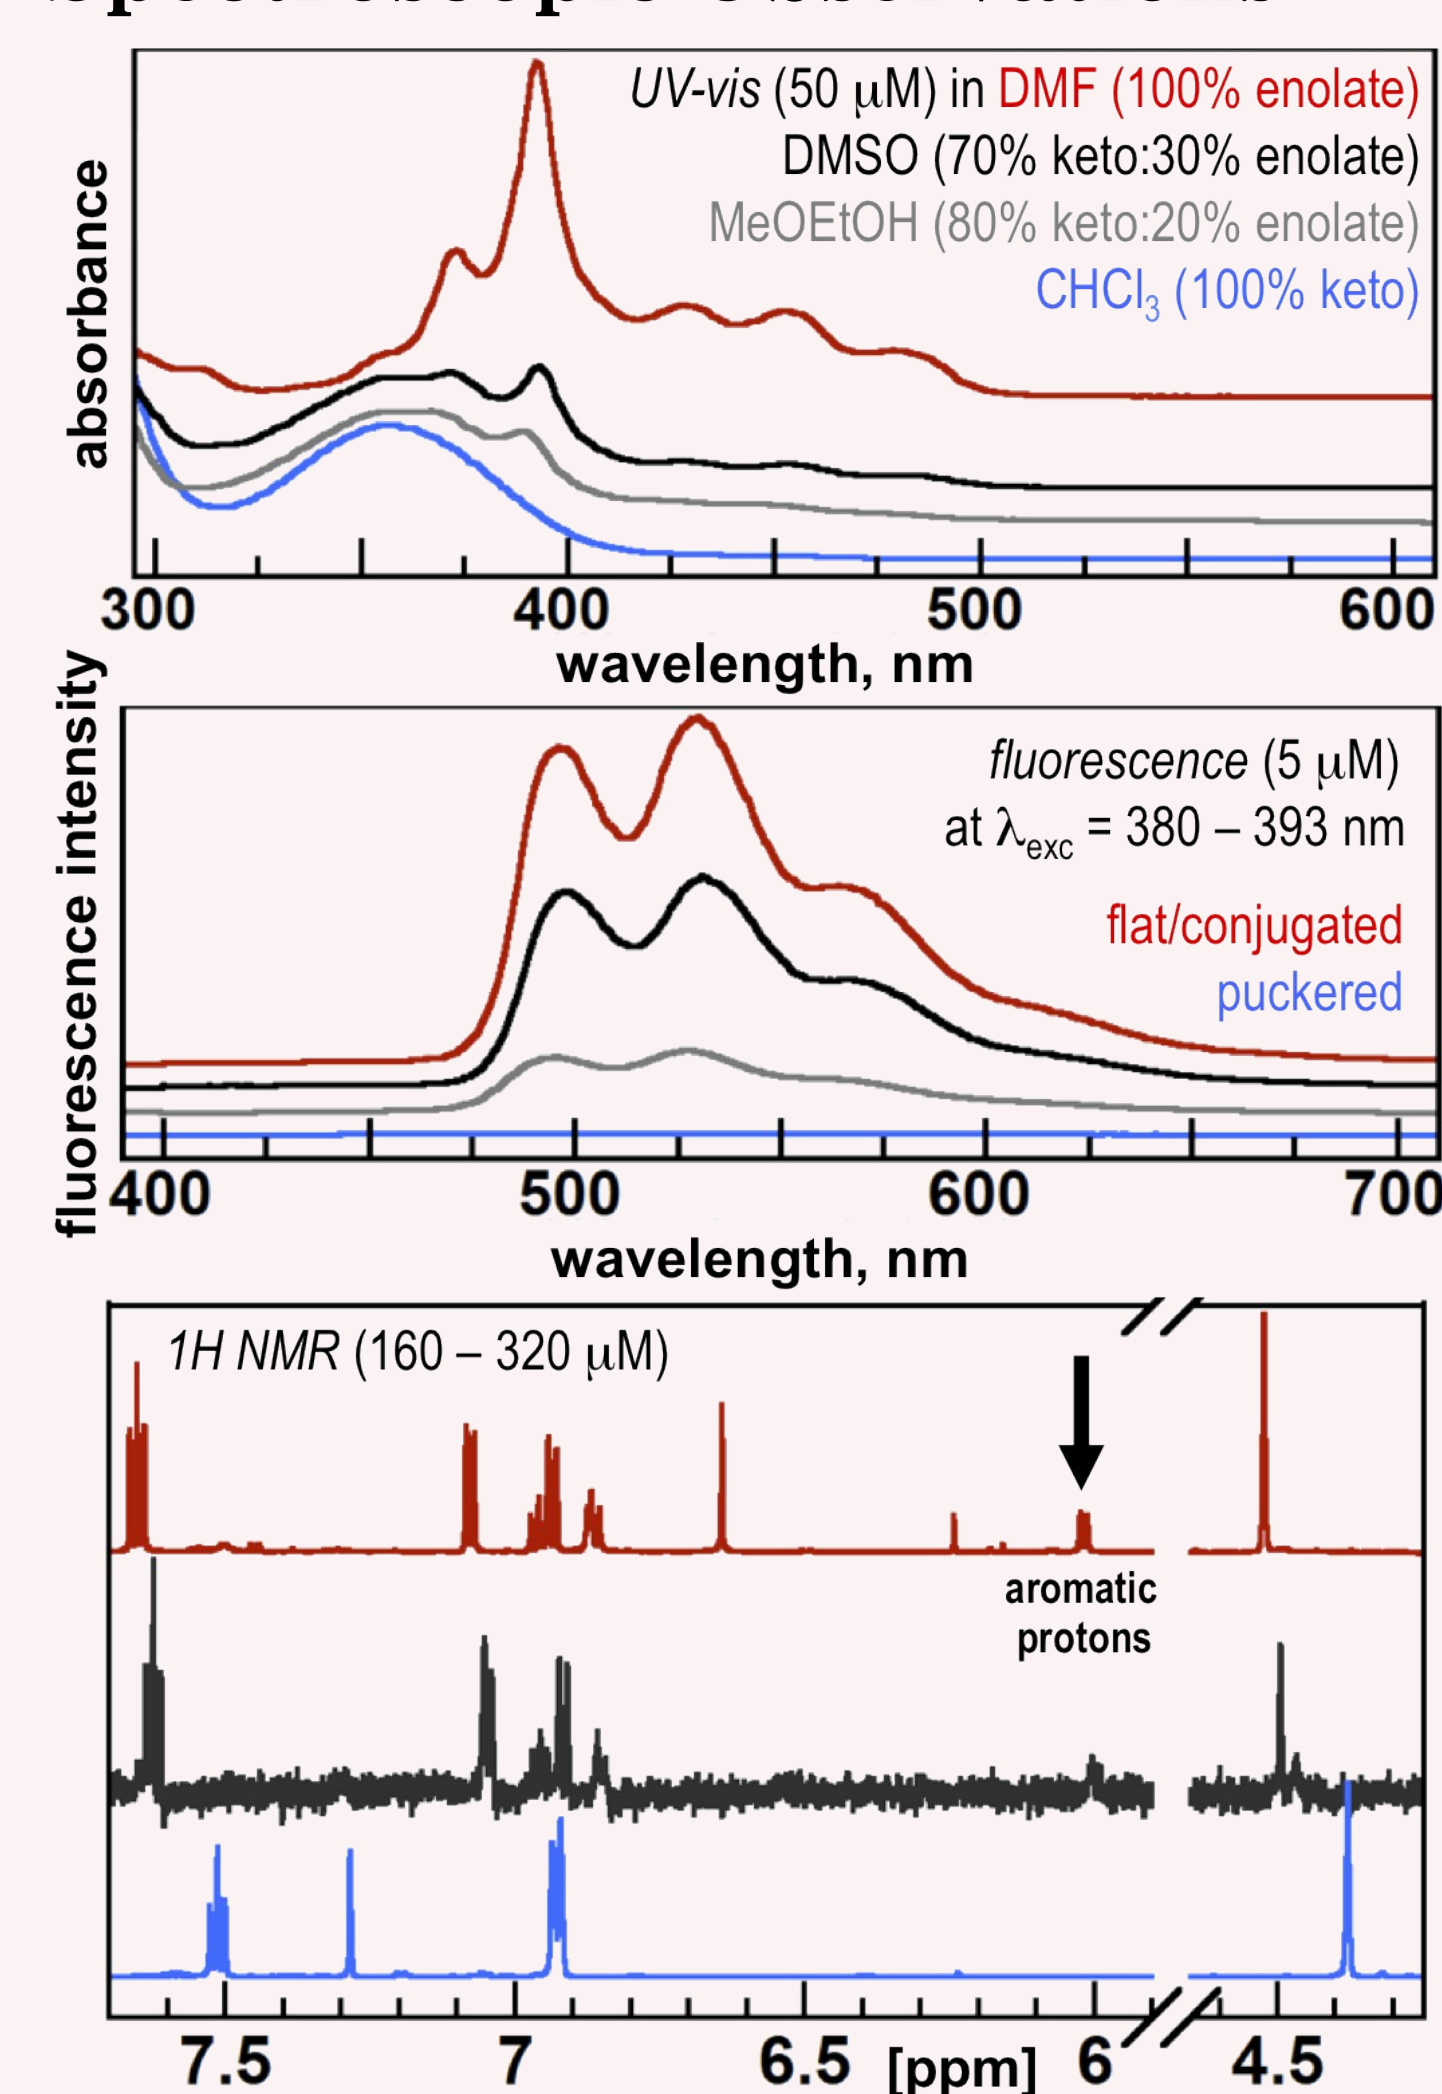 absorbance
UV-vis (50 µM) in DMF (100% enolate)
DMSO (70% keto:30% enolate)
MeOEtOH (80% keto:20% enolate)
CHCl3 (100% keto)
300 400 500 600
wavelength, nm
fluorescence intensity
fluorescence (5 µM)
at λexc = 380 – 393 nm
flat/conjugated
puckered
400 500 600 700
wavelength, nm
1H NMR (160 – 320 µM)
aromatic
protons
7.5 7 6.5 [ppm] 6 4.5